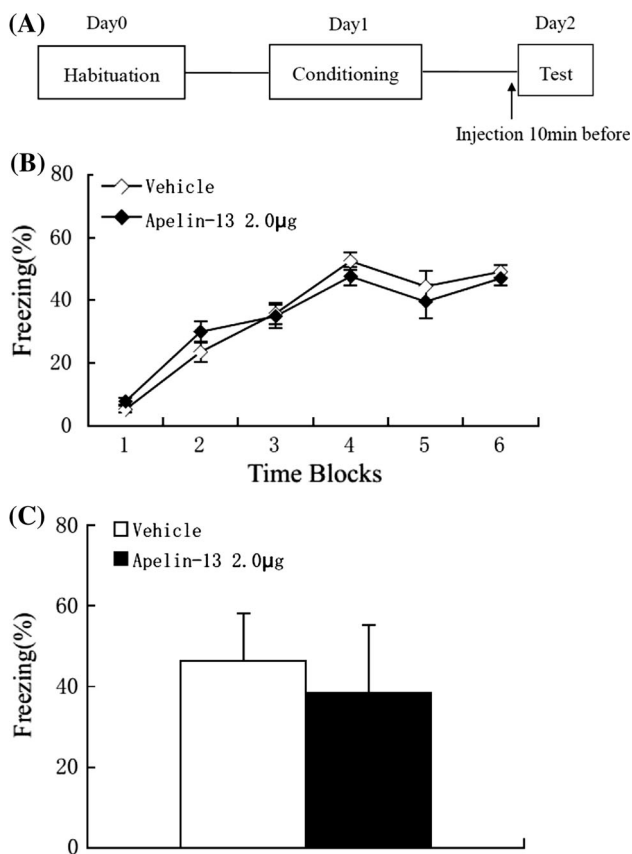 (A)
Day0 Day1 Day2
Habituation Conditioning Test
Injection 10min before
(B)
80
60
40
20
0
Freezing(%)
Vehicle
Apelin-13 2.0μg
1 2 3 4 5 6
Time Blocks
(C)
80
60
40
20
0
Freezing(%)
Vehicle
Apelin-13 2.0μg